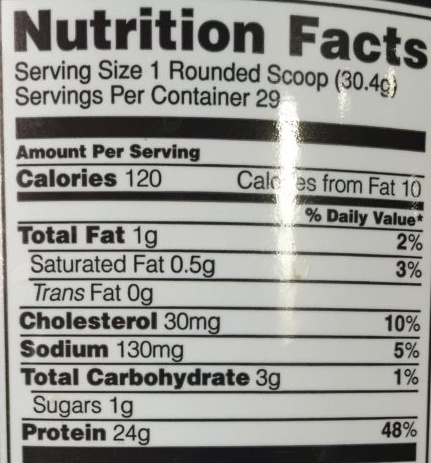 Nutrition Facts
Serving Size 1 Rounded Scoop (30.4g)
Servings Per Container 29
Amount Per Serving
Calories 120 Calories from Fat 10
% Daily Value*
Total Fat 1g 2%
Saturated Fat 0.5g 3%
Trans Fat 0g
Cholesterol 30mg 10%
Sodium 130mg 5%
Total Carbohydrate 3g 1%
Sugars 1g
Protein 24g 48%